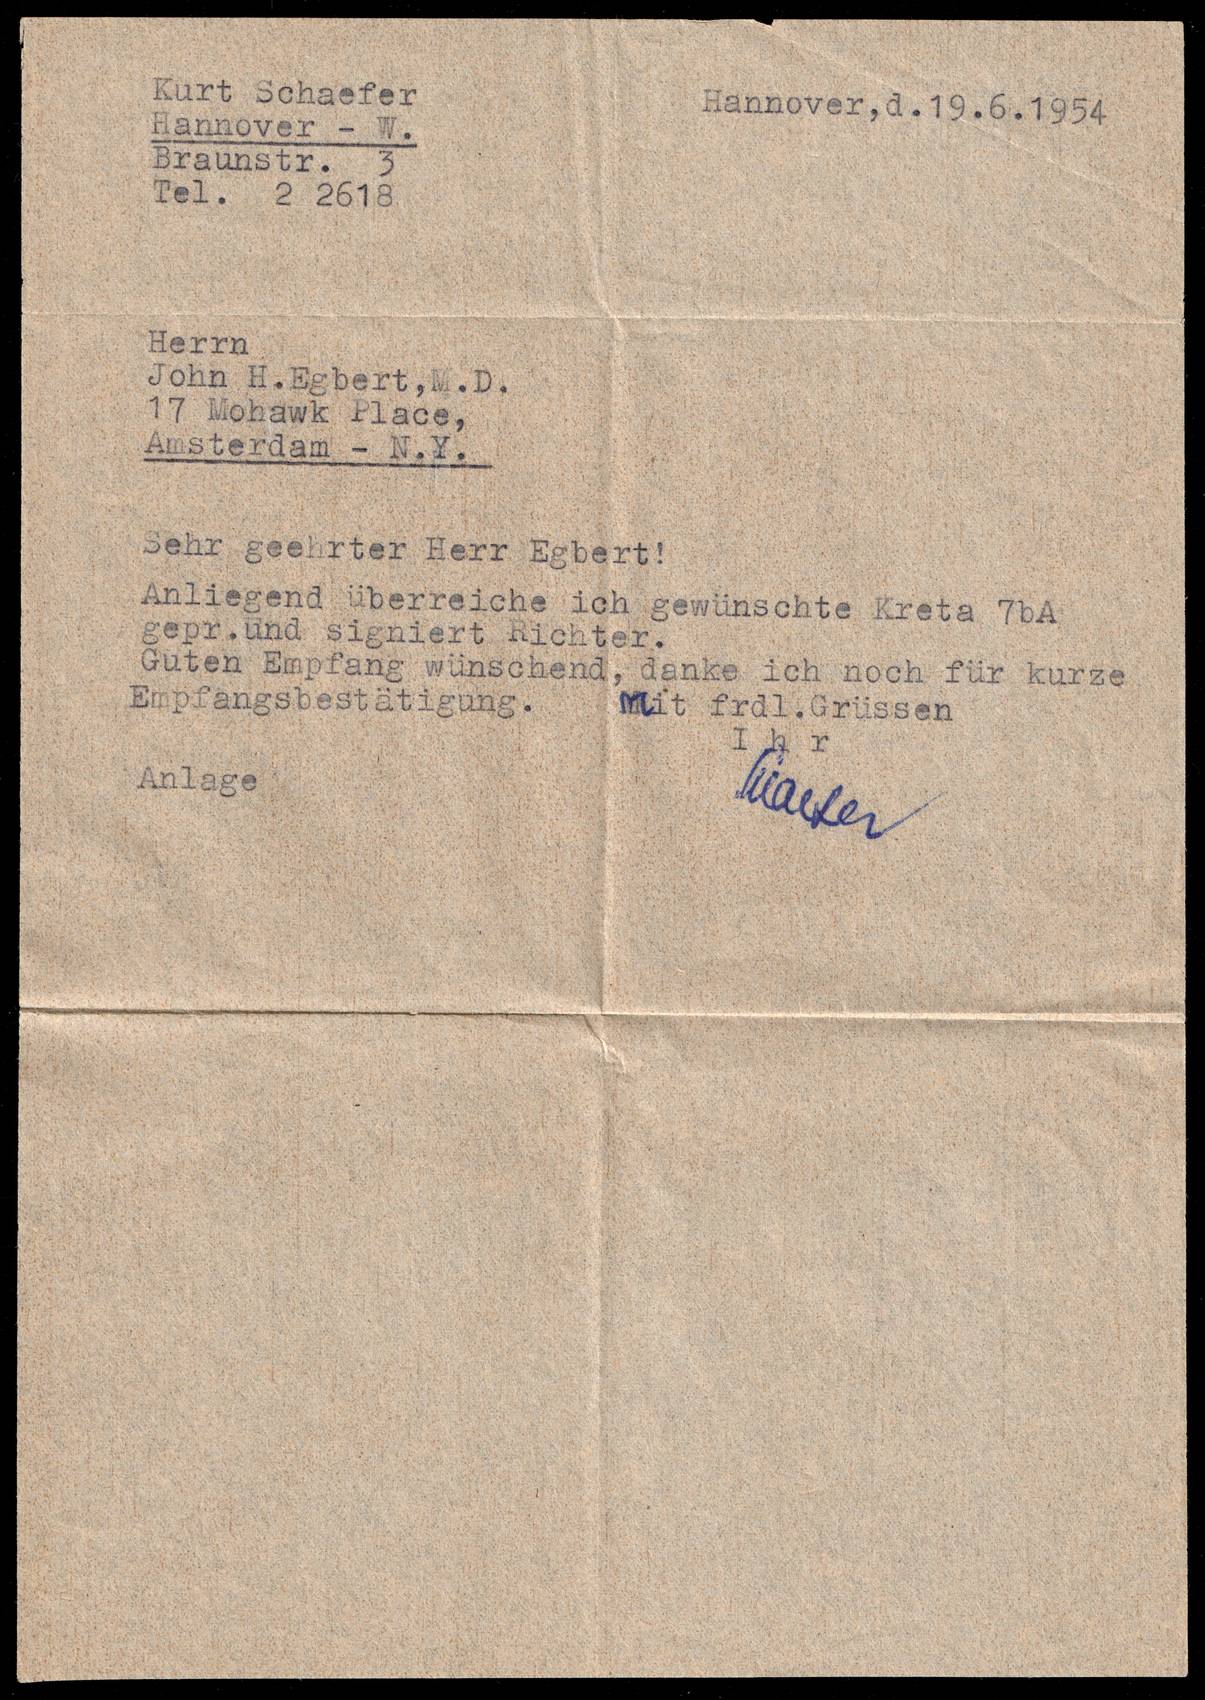 Kurt Schaefer
Hannover - W.
Braunstr. 3
Tel. 2 2618
Hannover,d.19.6.1954
Herrn
John H.Egbert,M.D.
17 Mohawk Place,
Amsterdam - N.Y.
Sehr geehrter Herr Egbert!
Anliegend überreiche ich gewünschte Kreta 7bA
gepr.und signiert Richter.
Guten Empfang wünschend, danke ich noch für kurze
Empfangsbestätigung. Mit frdl.Grüssen
I h r
Schaefer
Anlage